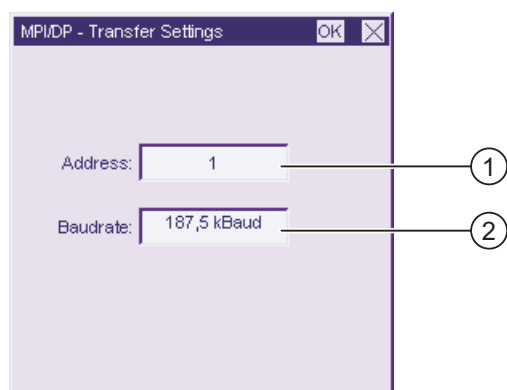 MPI/DP - Transfer Settings OK
Address: 1 1
Baudrate: 187,5 kBaud 2